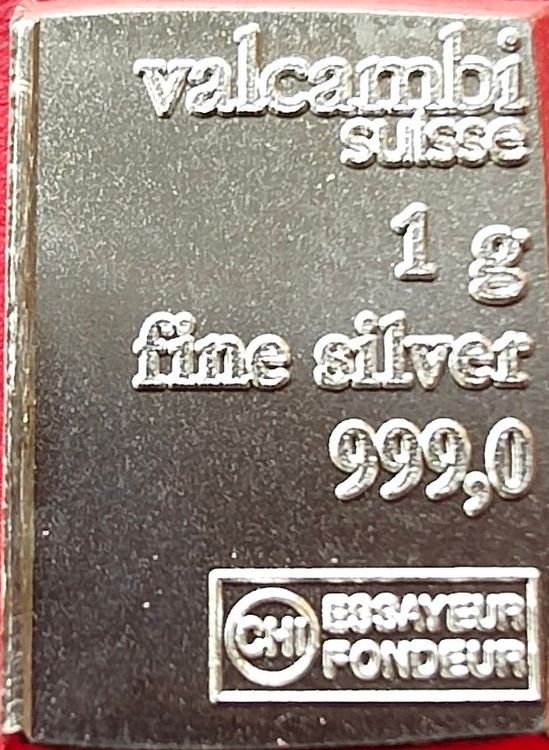 valcambi
suisse
1 g
fine silver
999,0
CHI ESSAYEUR
FONDEUR